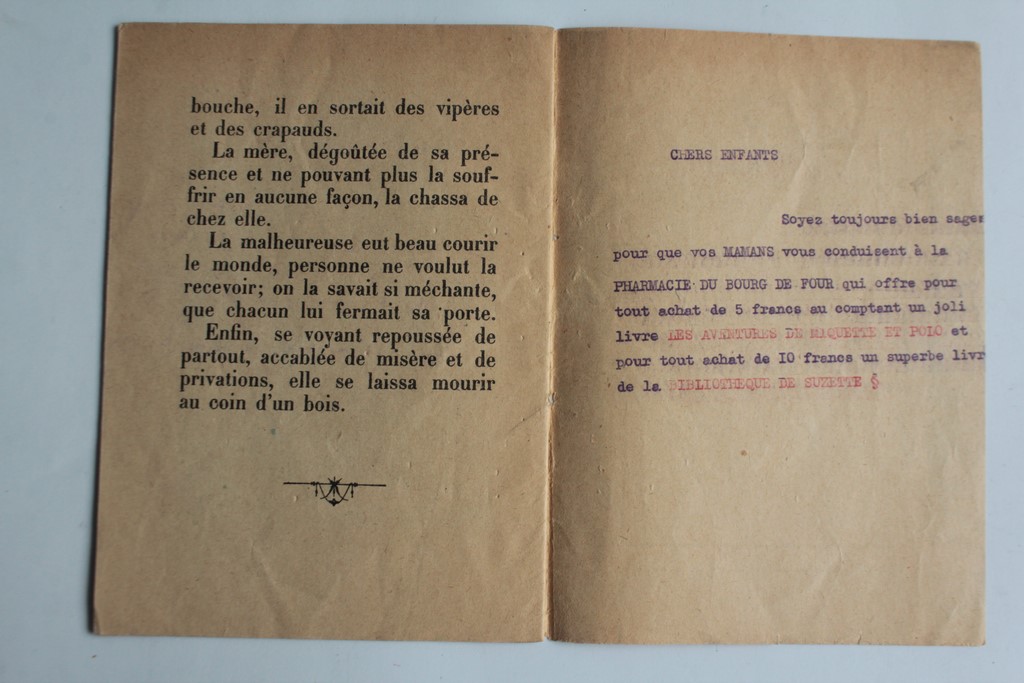 bouche, il en sortait des vipères
et des crapauds.
La mère, dégoûtée de sa pré-
sence et ne pouvant plus la souf-
frir en aucune façon, la chassa de
chez elle.
La malheureuse eut beau courir
le monde, personne ne voulut la
recevoir; on la savait si méchante,
que chacun lui fermait sa porte.
Enfin, se voyant repoussée de
partout, accablée de misère et de
privations, elle se laissa mourir
au coin d'un bois.
CHERS ENFANTS
Soyez toujours bien sages
pour que vos MAMANS vous conduisent à la
PHARMACIE DU BOURG DE FOUR qui offre pour
tout achat de 5 francs au comptant un joli
livre LES AVENTURES DE MAQUETTE ET POLO et
pour tout achat de IO francs un superbe livr
de la BIBLIOTHEQUE DE SUZETTE §